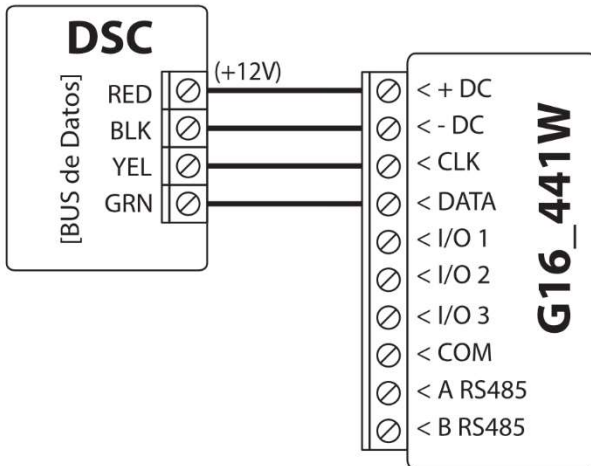 DSC
[BUS de Datos]
RED
BLK
YEL
GRN
(+12V)
< + DC
< - DC
< CLK
< DATA
< I/O 1
< I/O 2
< I/O 3
< COM
< A RS485
< B RS485
G16_441W